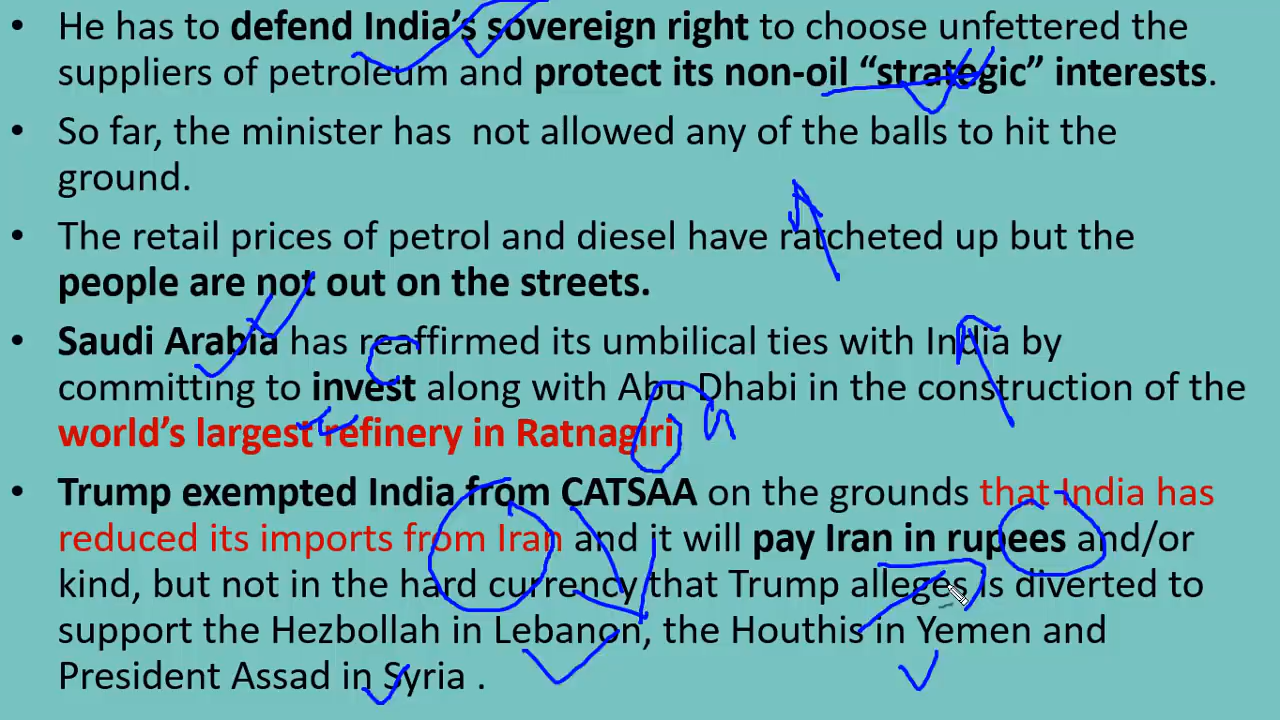 • He has to defend India’s sovereign right to choose unfettered the
suppliers of petroleum and protect its non-oil “strategic” interests.
• So far, the minister has not allowed any of the balls to hit the
ground.
• The retail prices of petrol and diesel have ratcheted up but the
people are not out on the streets.
• Saudi Arabia has reaffirmed its umbilical ties with India by
committing to invest along with Abu Dhabi in the construction of the
world’s largest refinery in Ratnagiri
• Trump exempted India from CATSAA on the grounds that India has
reduced its imports from Iran and it will pay Iran in rupees and/or
kind, but not in the hard currency that Trump alleges is diverted to
support the Hezbollah in Lebanon, the Houthis in Yemen and
President Assad in Syria .